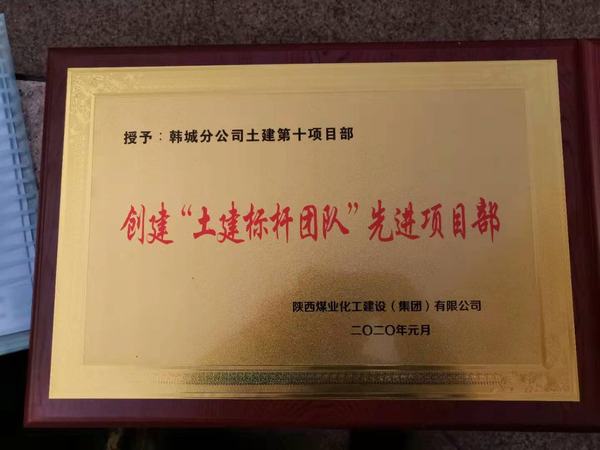 授予：韩城分公司土建第十项目部
创建“土建标杆团队”先进项目部
陕西煤业化工建设（集团）有限公司
二〇二〇年元月